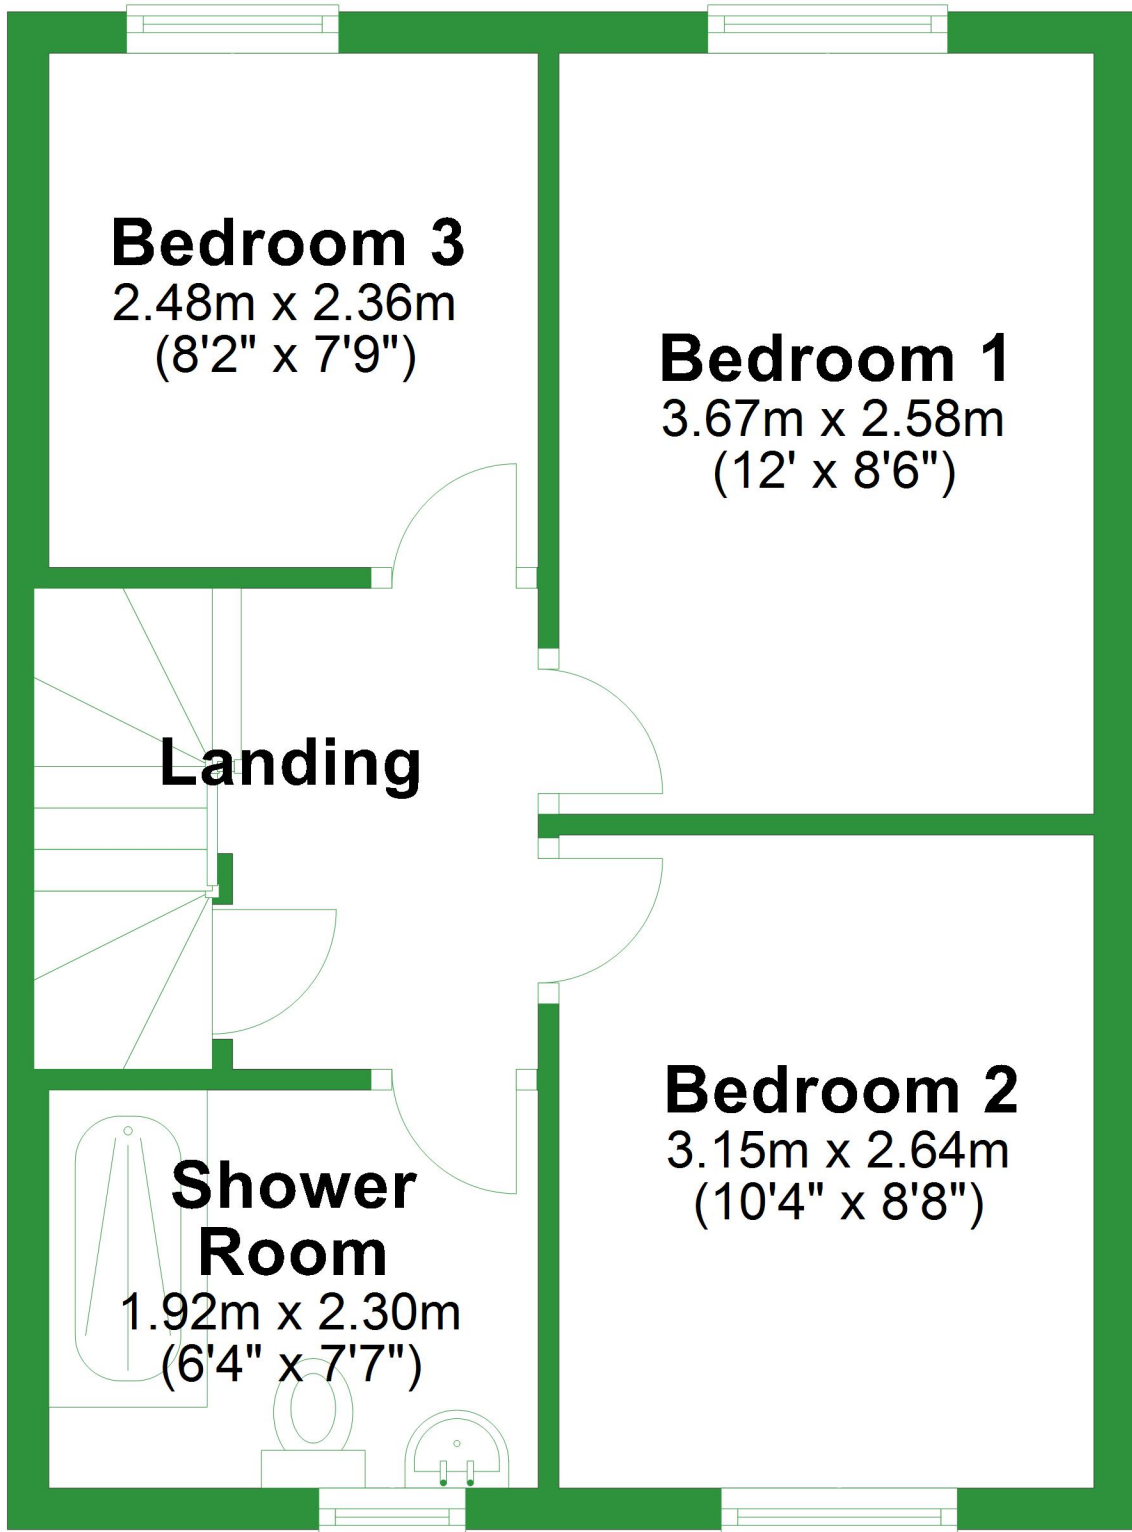 Bedroom 3
2.48m x 2.36m
(8'2" x 7'9")
Bedroom 1
3.67m x 2.58m
(12' x 8'6")
Landing
Bedroom 2
3.15m x 2.64m
(10'4" x 8'8")
Shower
Room
1.92m x 2.30m
(6'4" x 7'7")